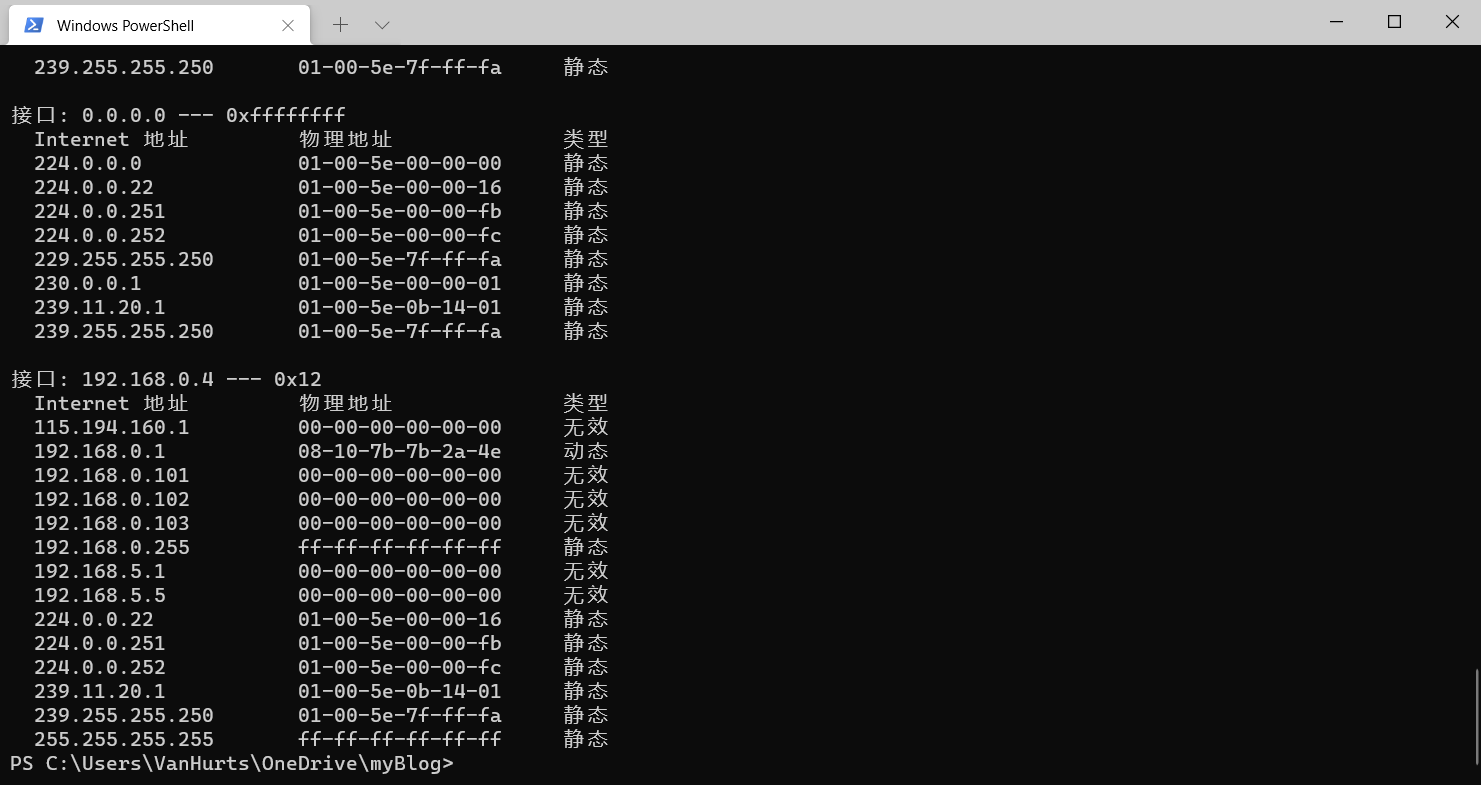 Windows PowerShell
239.255.255.250 01-00-5e-7f-ff-fa 静态
接口: 0.0.0.0 --- 0xffffffff
Internet 地址 物理地址 类型
224.0.0.0 01-00-5e-00-00-00 静态
224.0.0.22 01-00-5e-00-00-16 静态
224.0.0.251 01-00-5e-00-00-fb 静态
224.0.0.252 01-00-5e-00-00-fc 静态
229.255.255.250 01-00-5e-7f-ff-fa 静态
230.0.0.1 01-00-5e-00-00-01 静态
239.11.20.1 01-00-5e-0b-14-01 静态
239.255.255.250 01-00-5e-7f-ff-fa 静态
接口: 192.168.0.4 --- 0x12
Internet 地址 物理地址 类型
115.194.160.1 00-00-00-00-00-00 无效
192.168.0.1 08-10-7b-7b-2a-4e 动态
192.168.0.101 00-00-00-00-00-00 无效
192.168.0.102 00-00-00-00-00-00 无效
192.168.0.103 00-00-00-00-00-00 无效
192.168.0.255 ff-ff-ff-ff-ff-ff 静态
192.168.5.1 00-00-00-00-00-00 无效
192.168.5.5 00-00-00-00-00-00 无效
224.0.0.22 01-00-5e-00-00-16 静态
224.0.0.251 01-00-5e-00-00-fb 静态
224.0.0.252 01-00-5e-00-00-fc 静态
239.11.20.1 01-00-5e-0b-14-01 静态
239.255.255.250 01-00-5e-7f-ff-fa 静态
255.255.255.255 ff-ff-ff-ff-ff-ff 静态
PS C:\Users\VanHurts\OneDrive\myBlog>